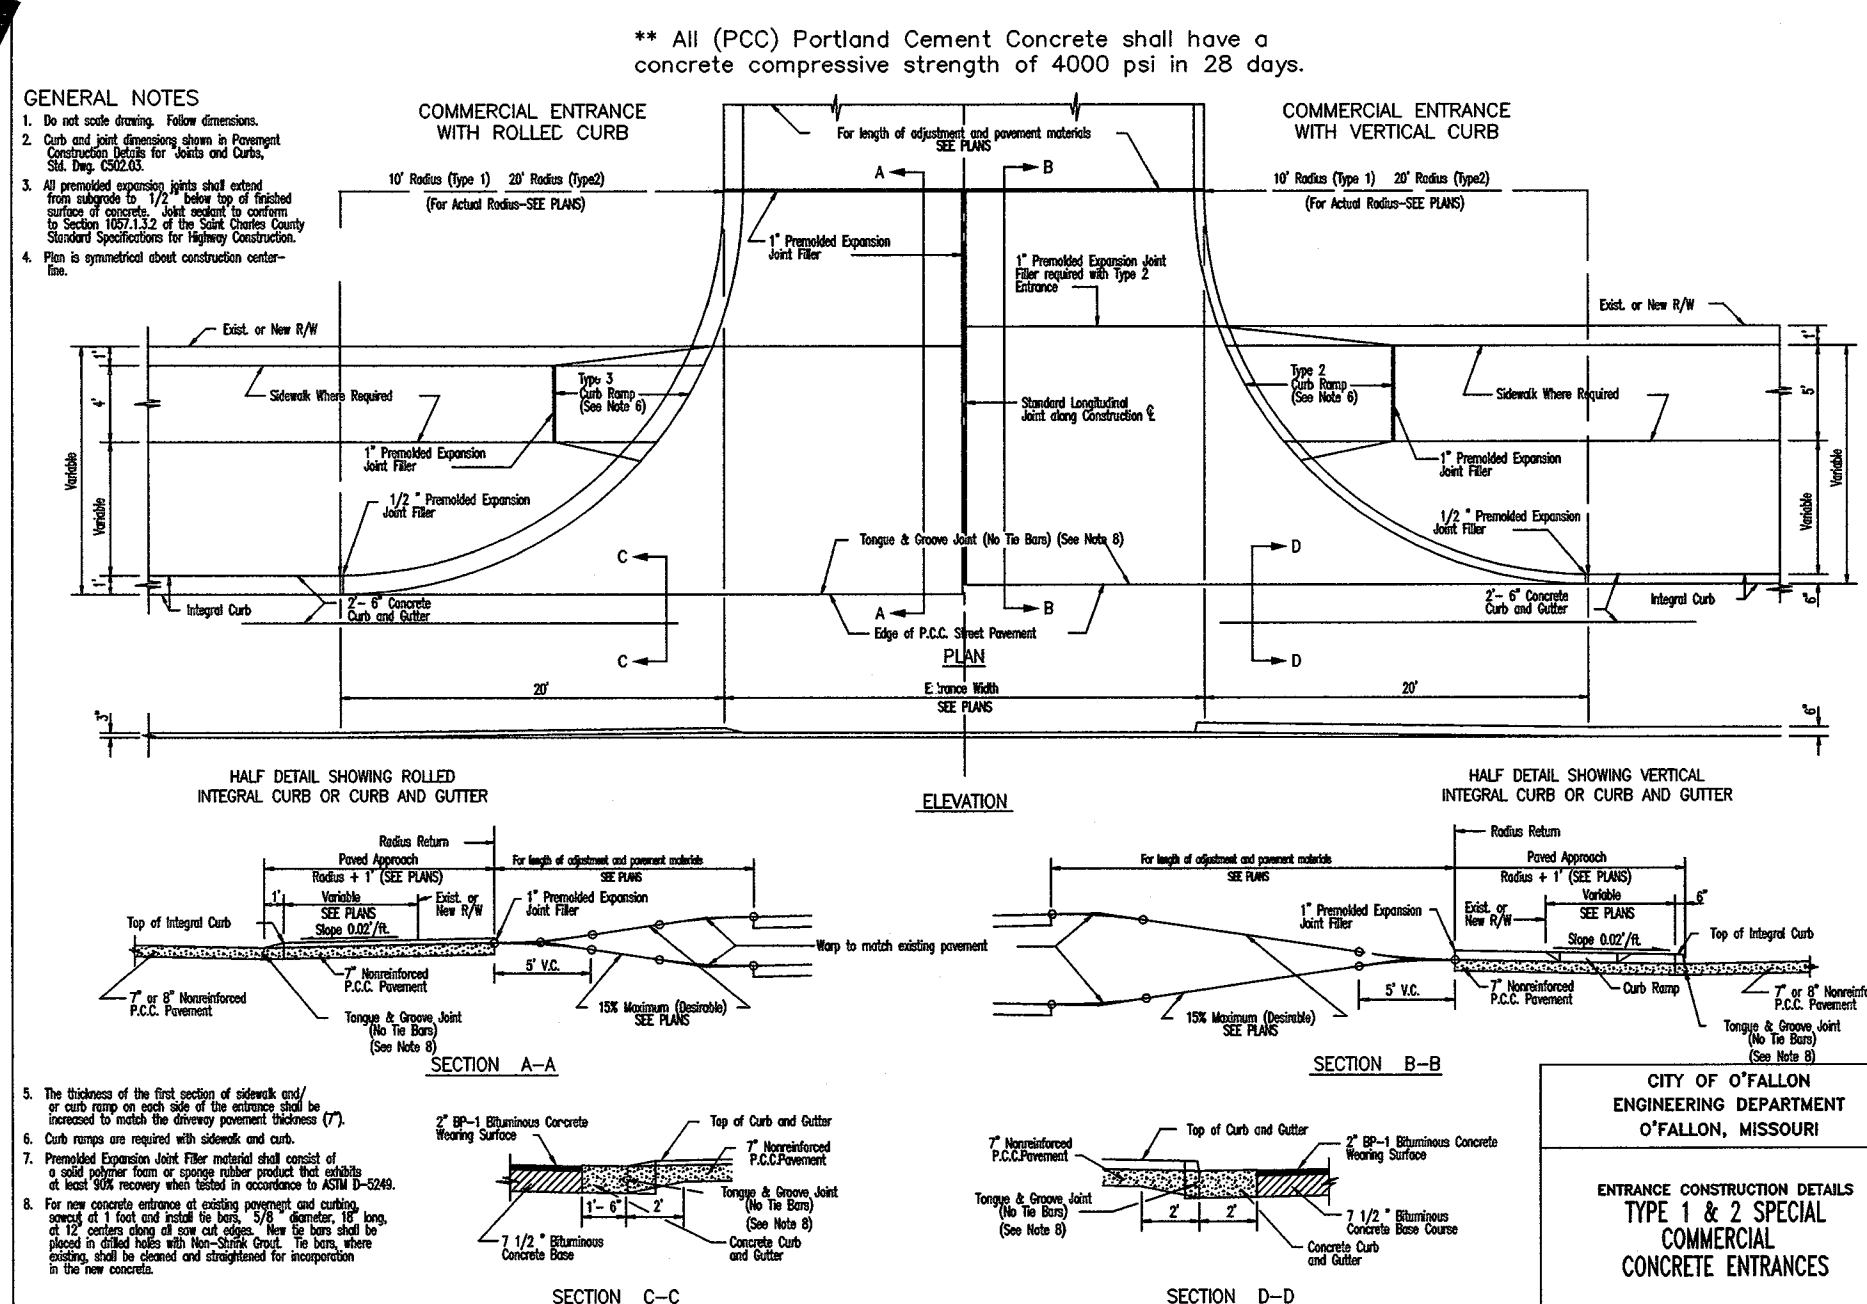 ** All (PCC) Portland Cement Concrete shall have a
concrete compressive strength of 4000 psi in 28 days.
GENERAL NOTES
1. Do not scale drawing. Follow dimensions.
2. Curb and joint dimensions shown in Pavement
Construction Details for Joints and Curbs,
Std. Dwg. C502.03.
3. All premolded expansion joints shall extend
from subgrade to 1/2" below top of finished
surface of concrete. Joint sealant to conform
to Section 1057.1.3.2 of the Saint Charles County
Standard Specifications for Highway Construction.
4. Plan is symmetrical about construction center-
line.
COMMERCIAL ENTRANCE
WITH ROLLED CURB
For length of adjustment and pavement materials
SEE PLANS
COMMERCIAL ENTRANCE
WITH VERTICAL CURB
A
B
10' Radius (Type 1) 20' Radius (Type2)
(For Actual Radius-SEE PLANS)
10' Radius (Type 1) 20' Radius (Type2)
(For Actual Radius-SEE PLANS)
1" Premolded Expansion
Joint Filler
1" Premolded Expansion Joint
Filler required with Type 2
Entrance
Exist. or New R/W
Exist. or New R/W
1'
4'
Variable
Variable
1'
Sidewalk Where Required
Type 3
Curb Ramp
(See Note 6)
1" Premolded Expansion
Joint Filler
1/2 " Premolded Expansion
Joint Filler
Standard Longitudinal
Joint along Construction ℄
Type 2
Curb Ramp
(See Note 6)
Sidewalk Where Required
1" Premolded Expansion
Joint Filler
1/2 " Premolded Expansion
Joint Filler
1'
5'
Variable
Variable
6"
Tongue & Groove Joint (No Tie Bars) (See Note 8)
C
D
Integral Curb
2'- 6" Concrete
Curb and Gutter
A
B
2'- 6" Concrete
Curb and Gutter
Integral Curb
Edge of P.C.C. Street Pavement
C
D
PLAN
20'
Entrance Width
SEE PLANS
20'
3"
6"
HALF DETAIL SHOWING ROLLED
INTEGRAL CURB OR CURB AND GUTTER
ELEVATION
HALF DETAIL SHOWING VERTICAL
INTEGRAL CURB OR CURB AND GUTTER
Radius Return
Paved Approach
Radius + 1' (SEE PLANS)
For length of adjustment and pavement materials
SEE PLANS
1'
Variable
SEE PLANS
Slope 0.02'/ft.
Exist. or
New R/W
1" Premolded Expansion
Joint Filler
Top of Integral Curb
5' V.C.
7" Nonreinforced
P.C.C. Pavement
7" or 8" Nonreinforced
P.C.C. Pavement
Tongue & Groove Joint
(No Tie Bars)
(See Note 8)
15% Maximum (Desirable)
SEE PLANS
Warp to match existing pavement
SECTION A-A
For length of adjustment and pavement materials
SEE PLANS
Radius Return
Paved Approach
Radius + 1' (SEE PLANS)
Variable
SEE PLANS
6"
1" Premolded Expansion
Joint Filler
Exist. or
New R/W
Slope 0.02'/ft.
Top of Integral Curb
5' V.C.
15% Maximum (Desirable)
SEE PLANS
7" Nonreinforced
P.C.C. Pavement
Curb Ramp
7" or 8" Nonreinfo
P.C.C. Pavement
Tongue & Groove Joint
(No Tie Bars)
(See Note 8)
SECTION B-B
5. The thickness of the first section of sidewalk and/
or curb ramp on each side of the entrance shall be
increased to match the driveway pavement thickness (7").
6. Curb ramps are required with sidewalk and curb.
7. Premolded Expansion Joint Filler material shall consist of
a solid polymer foam or sponge rubber product that exhibits
at least 90% recovery when tested in accordance to ASTM D-5249.
8. For new concrete entrance at existing pavement and curbing,
sawcut at 1 foot and install tie bars, 5/8" diameter, 18" long,
at 12" centers along all saw cut edges. New tie bars shall be
placed in drilled holes with Non-Shrink Grout. Tie bars, where
existing, shall be cleaned and straightened for incorporation
in the new concrete.
2" BP-1 Bituminous Concrete
Wearing Surface
Top of Curb and Gutter
7" Nonreinforced
P.C.C.Pavement
1'- 6"
2'
Tongue & Groove Joint
(No Tie Bars)
(See Note 8)
7 1/2 " Bituminous
Concrete Base
Concrete Curb
and Gutter
SECTION C-C
7" Nonreinforced
P.C.C.Pavement
Top of Curb and Gutter
2" BP-1 Bituminous Concrete
Wearing Surface
Tongue & Groove Joint
(No Tie Bars)
(See Note 8)
2'
2'
7 1/2 " Bituminous
Concrete Base Course
Concrete Curb
and Gutter
SECTION D-D
CITY OF O'FALLON
ENGINEERING DEPARTMENT
O'FALLON, MISSOURI
ENTRANCE CONSTRUCTION DETAILS
TYPE 1 & 2 SPECIAL
COMMERCIAL
CONCRETE ENTRANCES